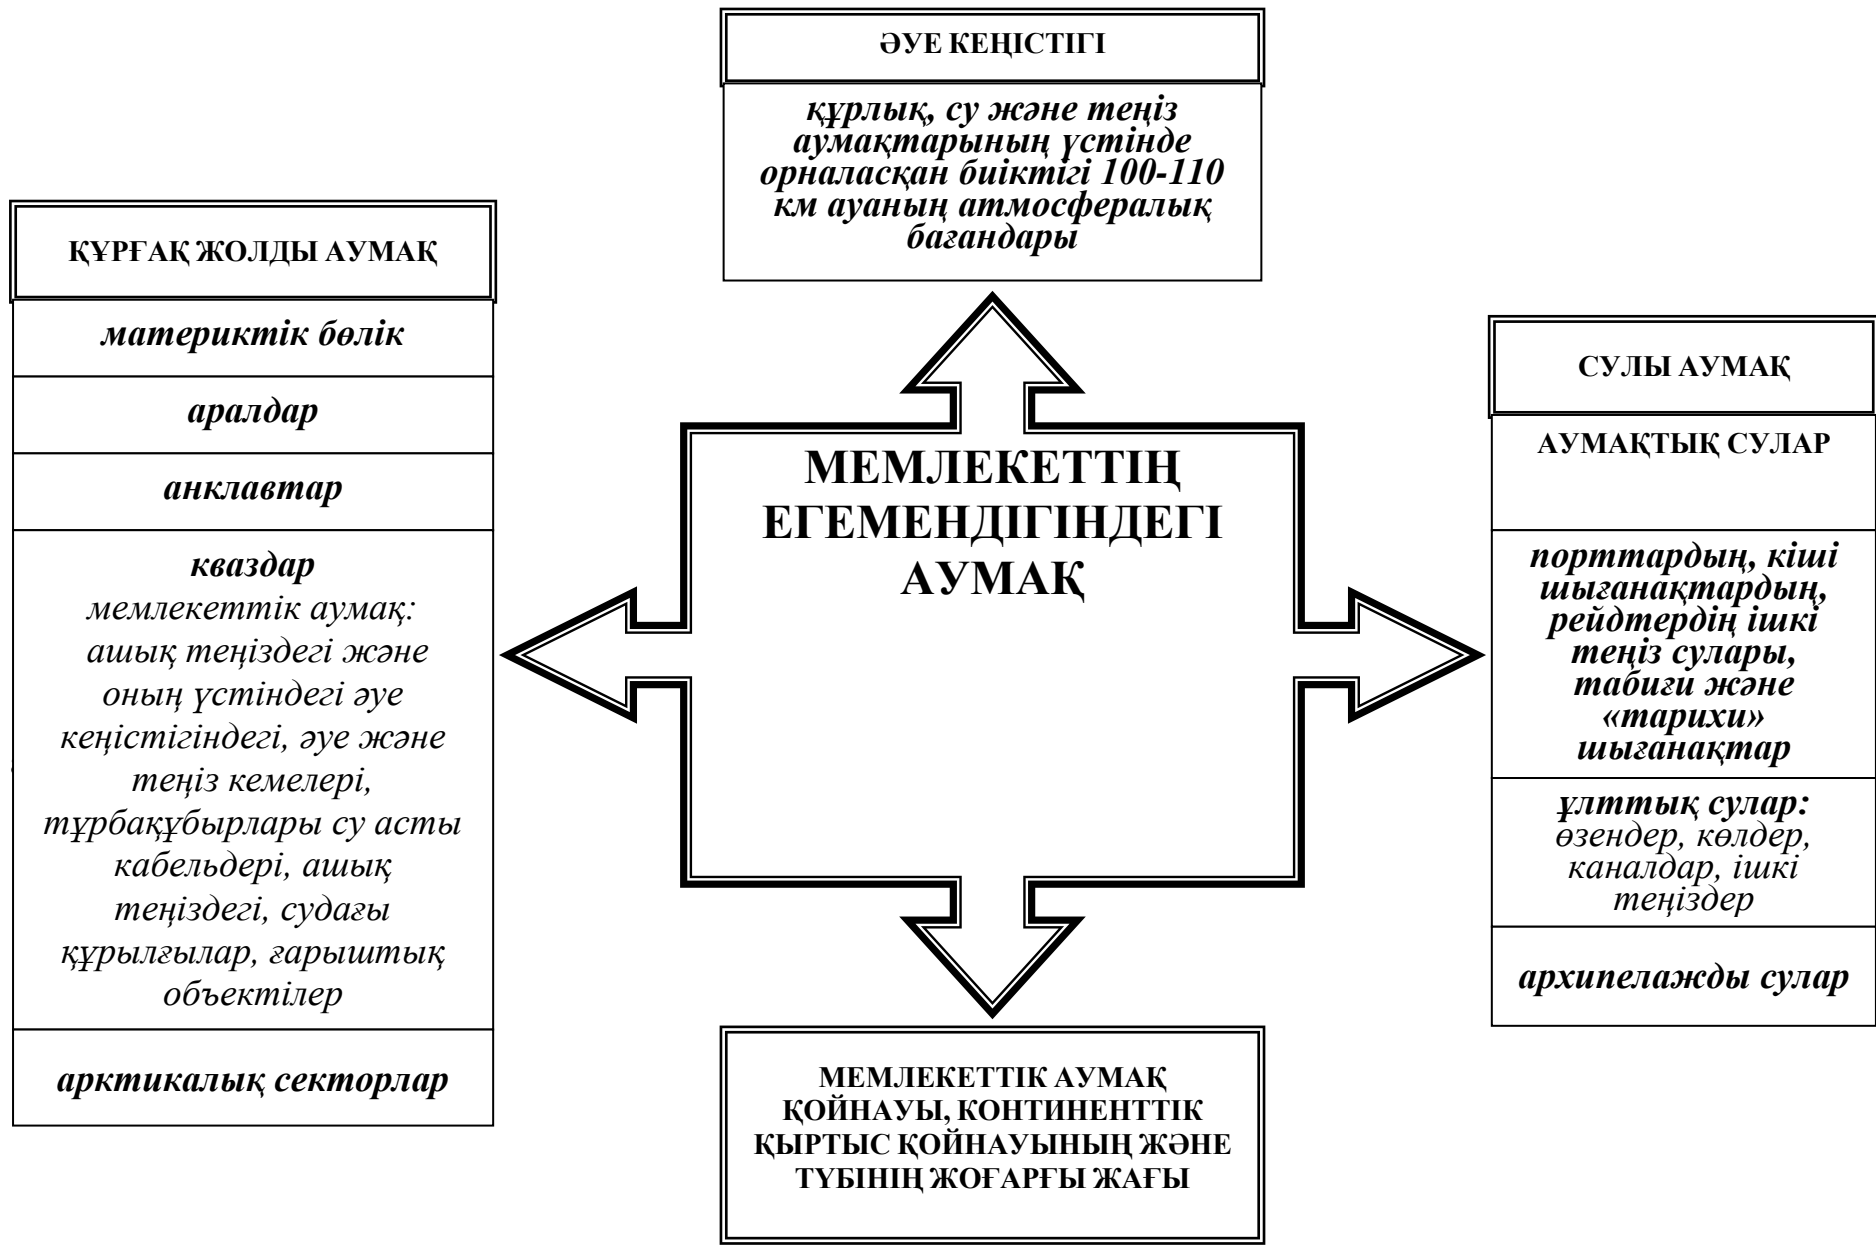 ӘУЕ КЕҢІСТІГІ
құрлық, су және теңіз
аумақтарының үстінде
орналасқан биіктігі 100-110
км ауаның атмосфералық
бағандары
ҚҰРҒАҚ ЖОЛДЫ АУМАҚ
материктік бөлік
аралдар
анклавтар
кваздар
мемлекеттік аумақ:
ашық теңіздегі және
оның үстіндегі әуе
кеңістігіндегі, әуе және
теңіз кемелері,
тұрбақұбырлары су асты
кабельдері, ашық
теңіздегі, судағы
құрылғылар, ғарыштық
объектілер
арктикалық секторлар
МЕМЛЕКЕТТІҢ
ЕГЕМЕНДІГІНДЕГІ
АУМАҚ
СУЛЫ АУМАҚ
АУМАҚТЫҚ СУЛАР
порттардың, кіші
шығанақтардың,
рейдтердің ішкі
теңіз сулары,
табиғи және
«тарихи»
шығанақтар
ұлттық сулар:
өзендер, көлдер,
каналдар, ішкі
теңіздер
архипелажды сулар
МЕМЛЕКЕТТІК АУМАҚ
ҚОЙНАУЫ, КОНТИНЕНТТІК
ҚЫРТЫС ҚОЙНАУЫНЫҢ ЖӘНЕ
ТҮБІНІҢ ЖОҒАРҒЫ ЖАҒЫ